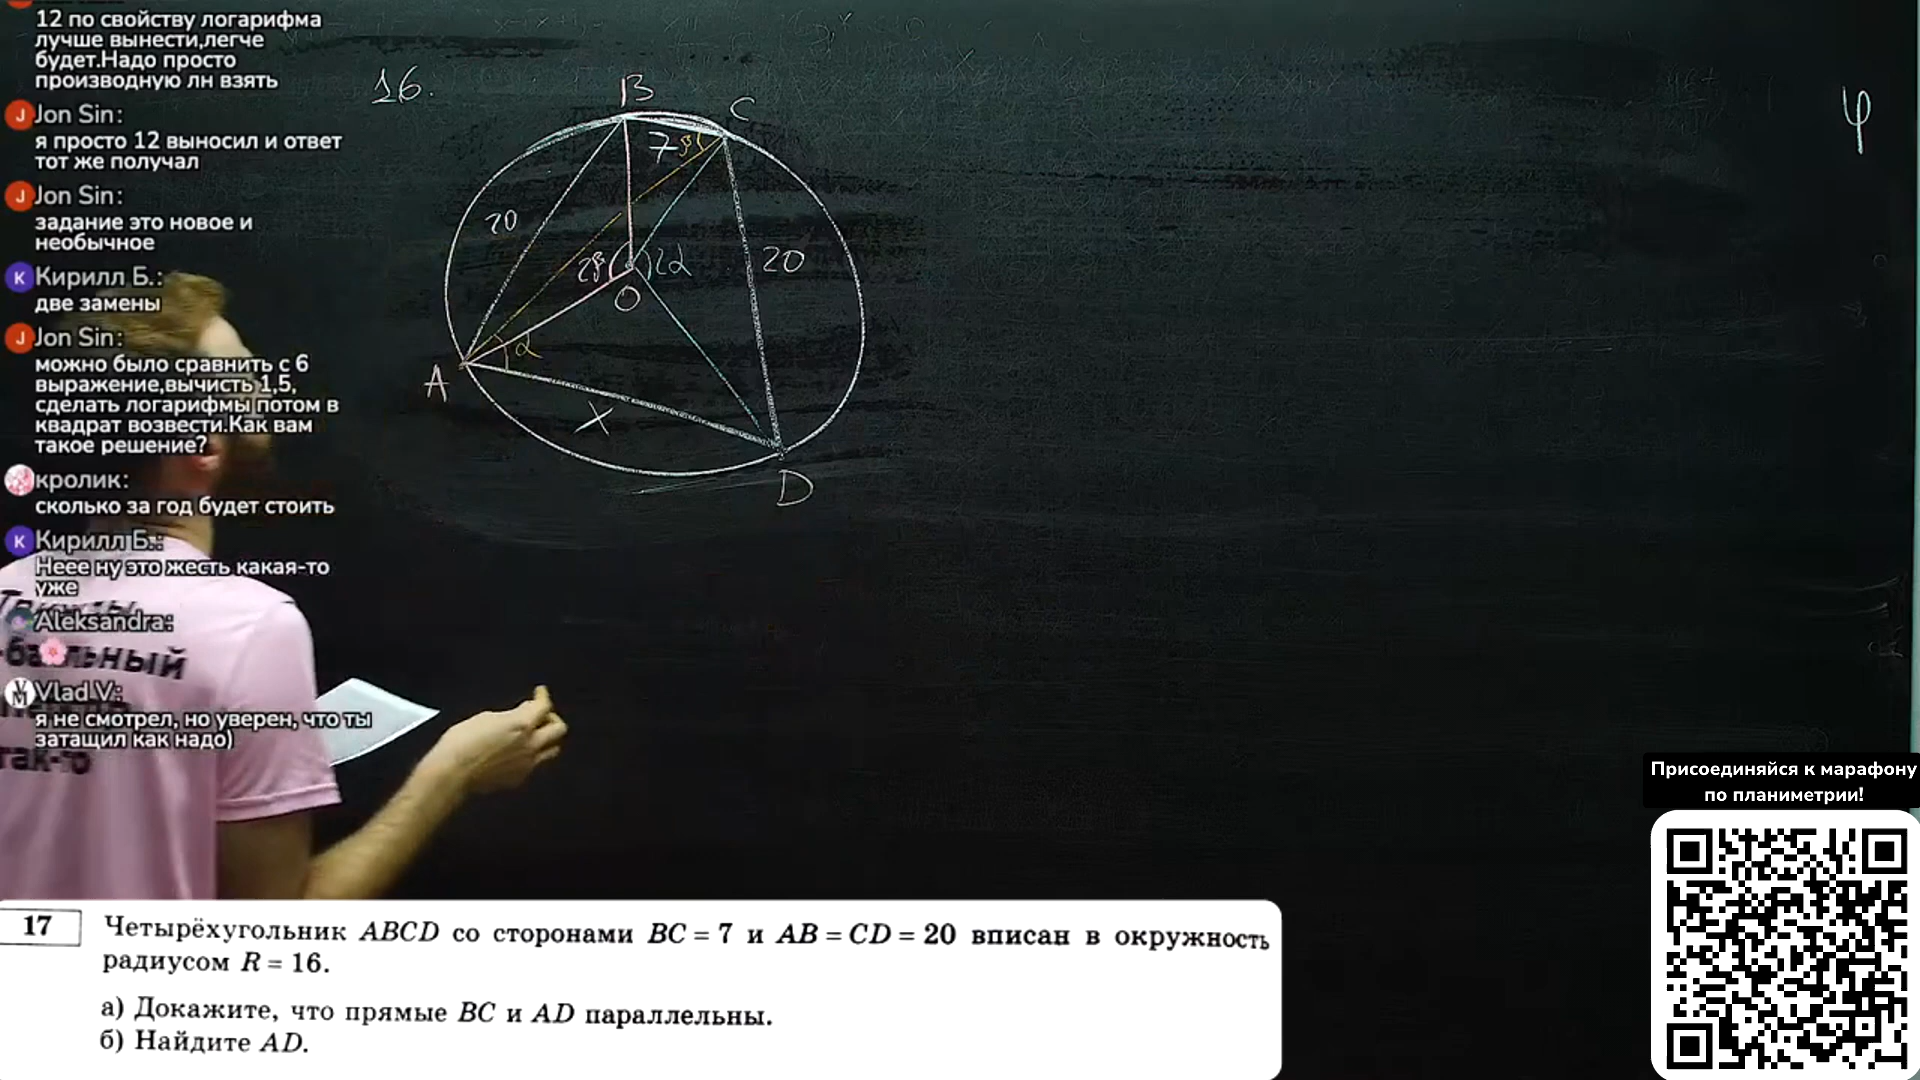 12 по свойству логарифма
лучше вынести,легче
будет.Надо просто
производную лн взять
Jon Sin:
я просто 12 выносил и ответ
тот же получал
Jon Sin:
задание это новое и
необычное
Кирилл Б.:
две замены
Jon Sin:
можно было сравнить с 6
выражение,вычисть 1,5,
сделать логарифмы потом в
квадрат возвести.Как вам
такое решение?
кролик:
сколько за год будет стоить
Кирилл Б.:
Неее ну это жесть какая-то
уже
Aleksandra:
🌸
Vlad V.:
я не смотрел, но уверен, что ты
затащил как надо)
16.
B
C
7 β
20
2β 2α
20
O
α
A
x
D
φ
Присоединяйся к марафону
по планиметрии!
17
Четырёхугольник ABCD со сторонами BC = 7 и AB = CD = 20 вписан в окружность
радиусом R = 16.
а) Докажите, что прямые BC и AD параллельны.
б) Найдите AD.